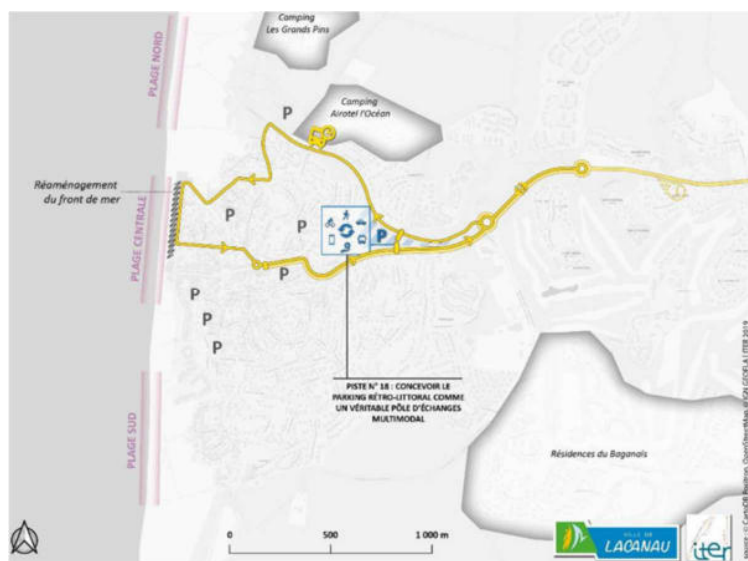 Camping
Les Grands Pins
PLAGE NORD
P
Camping
Airotel l'Océan
Réaménagement
du front de mer
P
P
P
PLAGE CENTRALE
P
P
P
P
PISTE N° 18 : CONCEVOIR LE
PARKING RÉTRO-LITTORAL COMME
UN VÉRITABLE PÔLE D'ÉCHANGES
MULTIMODAL
PLAGE SUD
Résidences du Baganais
0 500 1 000 m
VILLE DE
LACANAU
iter